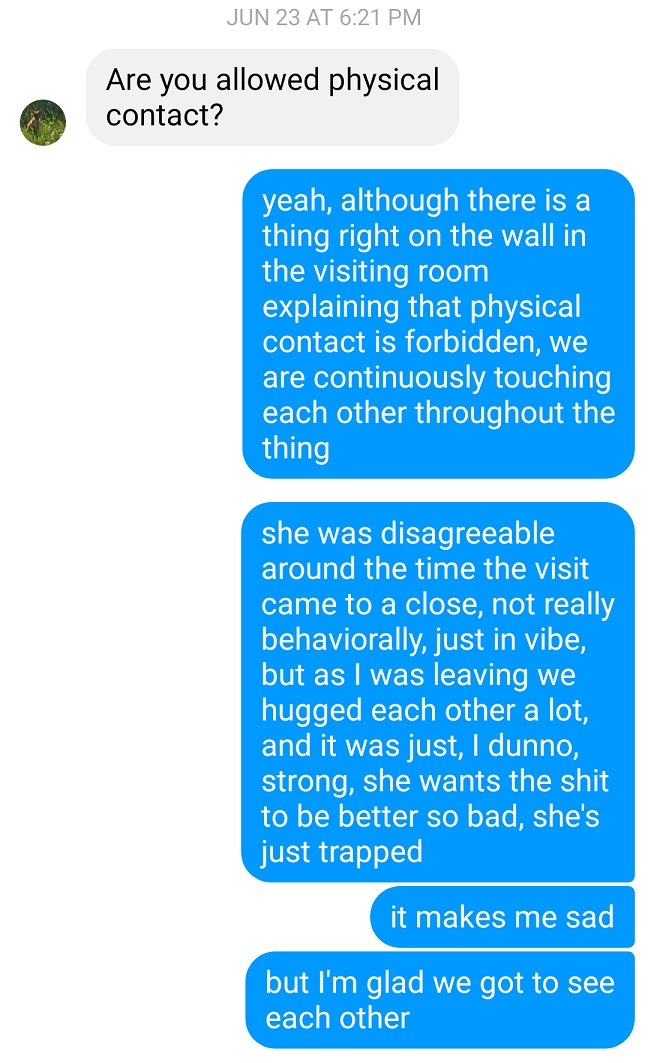 JUN 23 AT 6:21 PM
Are you allowed physical
contact?
yeah, although there is a
thing right on the wall in
the visiting room
explaining that physical
contact is forbidden, we
are continuously touching
each other throughout the
thing
she was disagreeable
around the time the visit
came to a close, not really
behaviorally, just in vibe,
but as I was leaving we
hugged each other a lot,
and it was just, I dunno,
strong, she wants the shit
to be better so bad, she's
just trapped
it makes me sad
but I'm glad we got to see
each other